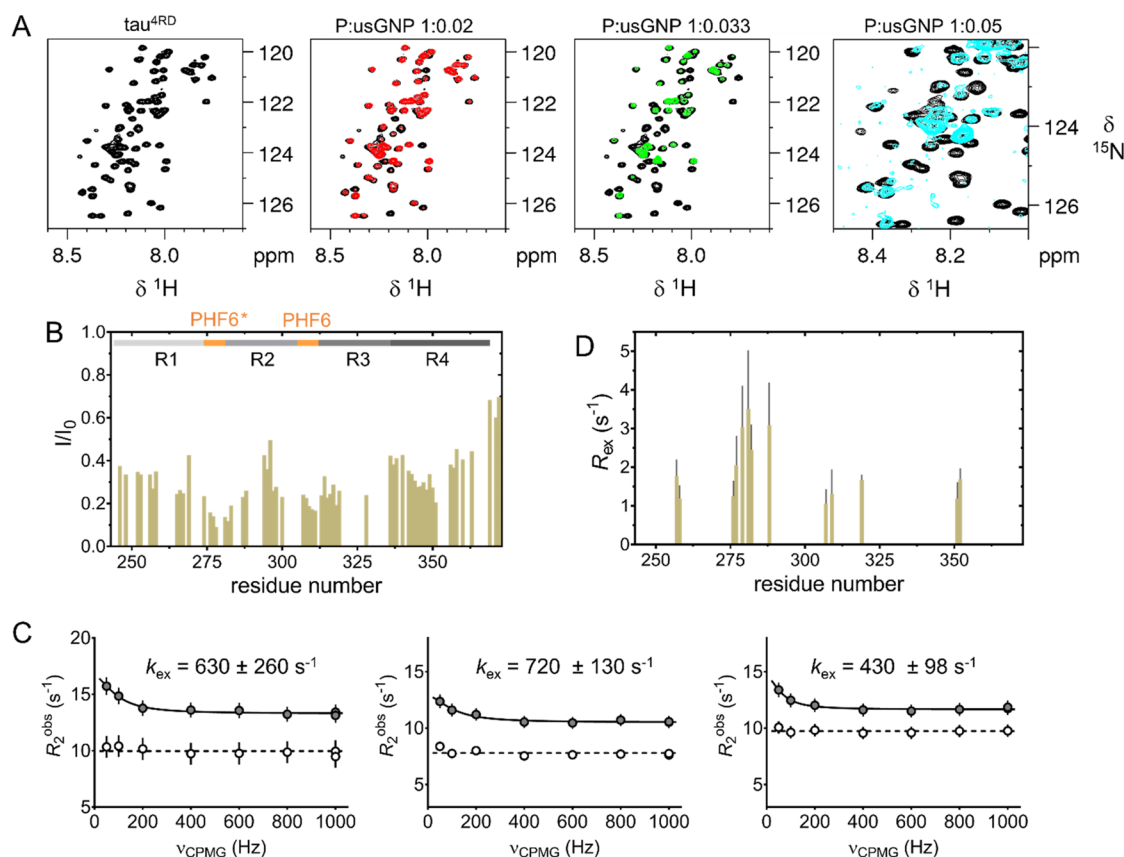 A
tau4RD
P:usGNP 1:0.02
P:usGNP 1:0.033
P:usGNP 1:0.05
120
122
124
126
8.5 8.0 ppm
δ 1H
120
122
124
126
8.5 8.0 ppm
δ 1H
120
122
124
126
8.5 8.0 ppm
δ 1H
124
126
δ
15N
8.4 8.2 ppm
δ 1H
B
PHF6* PHF6
R1 R2 R3 R4
1.0
0.8
0.6
0.4
0.2
0.0
I/I0
250 275 300 325 350
residue number
D
5
4
3
2
1
0
Rex (s-1)
250 275 300 325 350
residue number
C
kex = 630 ± 260 s-1
20
15
10
5
R2obs (s-1)
0 200 400 600 800 1000
νCPMG (Hz)
kex = 720 ± 130 s-1
15
10
5
0 200 400 600 800 1000
νCPMG (Hz)
kex = 430 ± 98 s-1
15
10
5
0 200 400 600 800 1000
νCPMG (Hz)